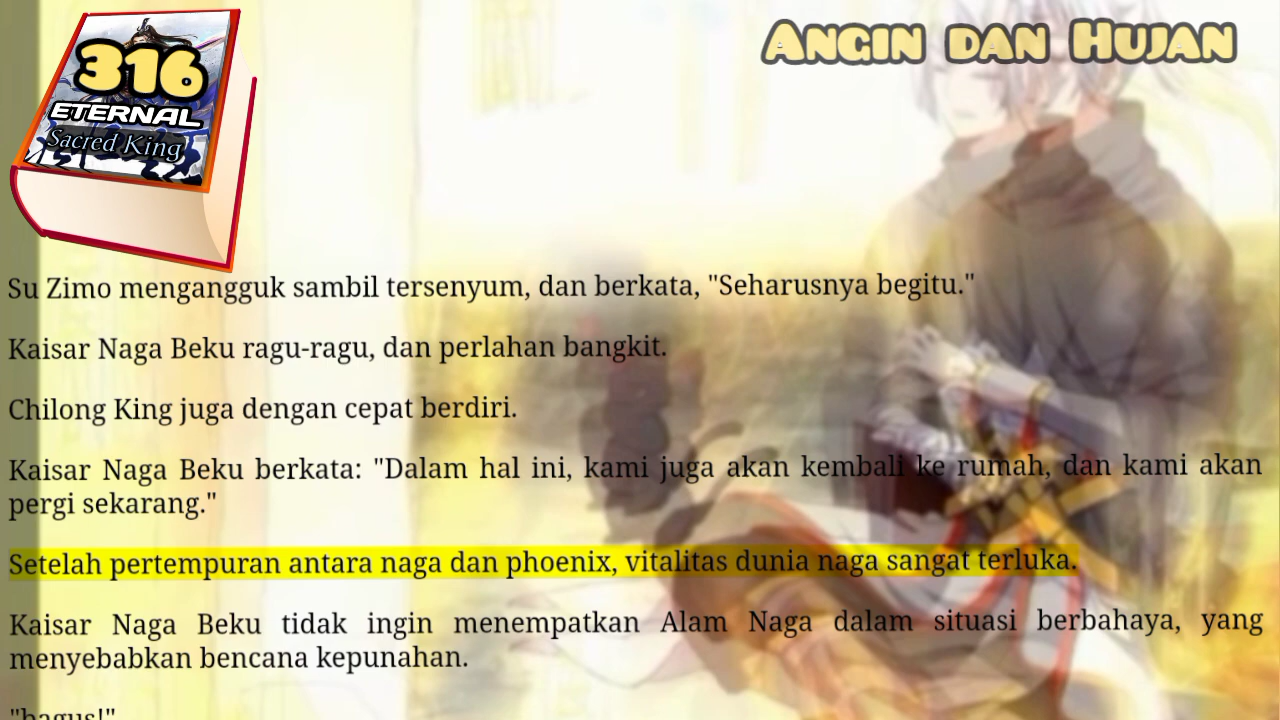 316
ETERNAL
Sacred King
Angin dan Hujan
Su Zimo mengangguk sambil tersenyum, dan berkata, "Seharusnya begitu."
Kaisar Naga Beku ragu-ragu, dan perlahan bangkit.
Chilong King juga dengan cepat berdiri.
Kaisar Naga Beku berkata: "Dalam hal ini, kami juga akan kembali ke rumah, dan kami akan
pergi sekarang."
Setelah pertempuran antara naga dan phoenix, vitalitas dunia naga sangat terluka.
Kaisar Naga Beku tidak ingin menempatkan Alam Naga dalam situasi berbahaya, yang
menyebabkan bencana kepunahan.
"bagus!"